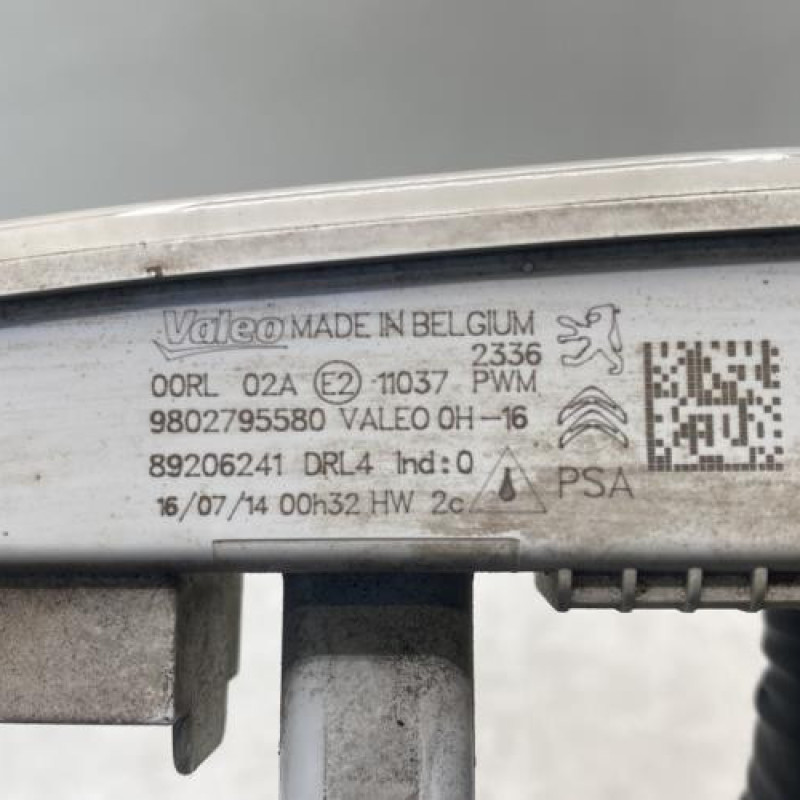 Valeo MADE IN BELGIUM
2336
00RL 02A E2 11037 PWM
9802795580 VALEO 0H-16
89206241 DRL4 Ind:0
16/07/14 00h32 HW 2c
PSA